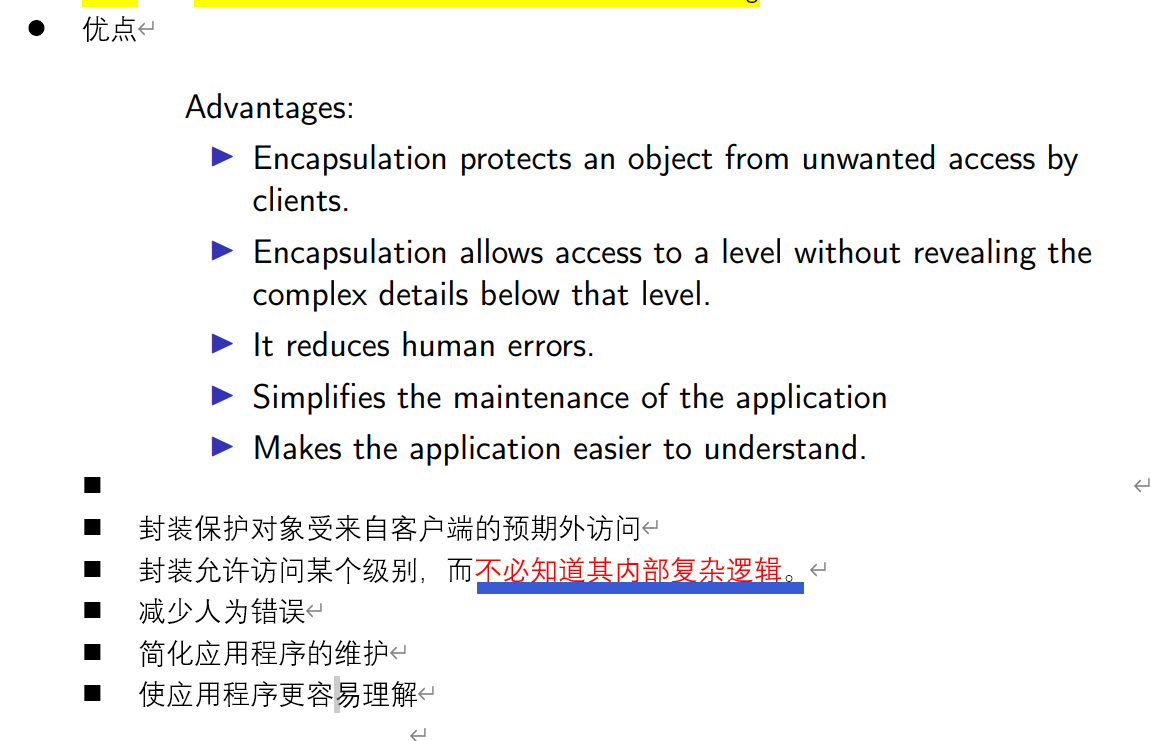 优点
Advantages:
Encapsulation protects an object from unwanted access by
clients.
Encapsulation allows access to a level without revealing the
complex details below that level.
It reduces human errors.
Simplifies the maintenance of the application
Makes the application easier to understand.
封装保护对象受来自客户端的预期外访问
封装允许访问某个级别，而不必知道其内部复杂逻辑。
减少人为错误
简化应用程序的维护
使应用程序更容易理解